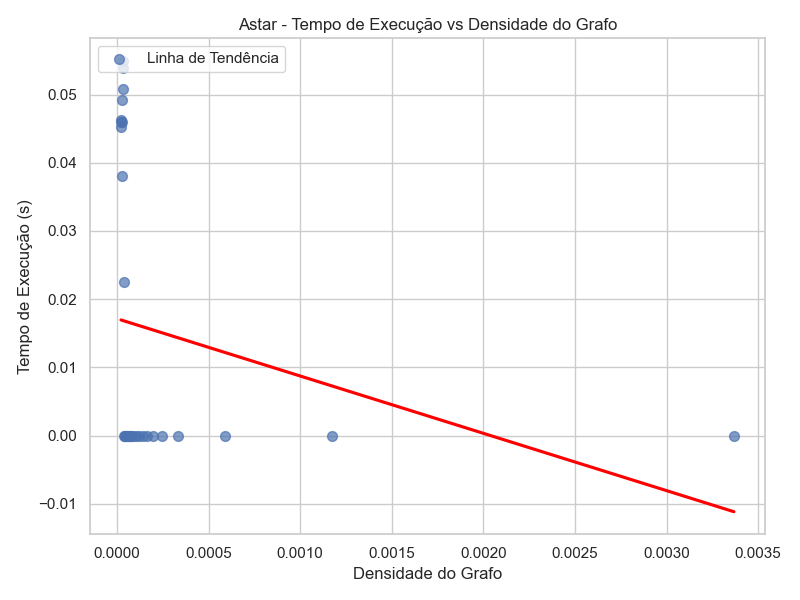 Astar - Tempo de Execução vs Densidade do Grafo
Linha de Tendência
0.05
0.04
0.03
0.02
0.01
0.00
−0.01
Tempo de Execução (s)
0.0000 0.0005 0.0010 0.0015 0.0020 0.0025 0.0030 0.0035
Densidade do Grafo